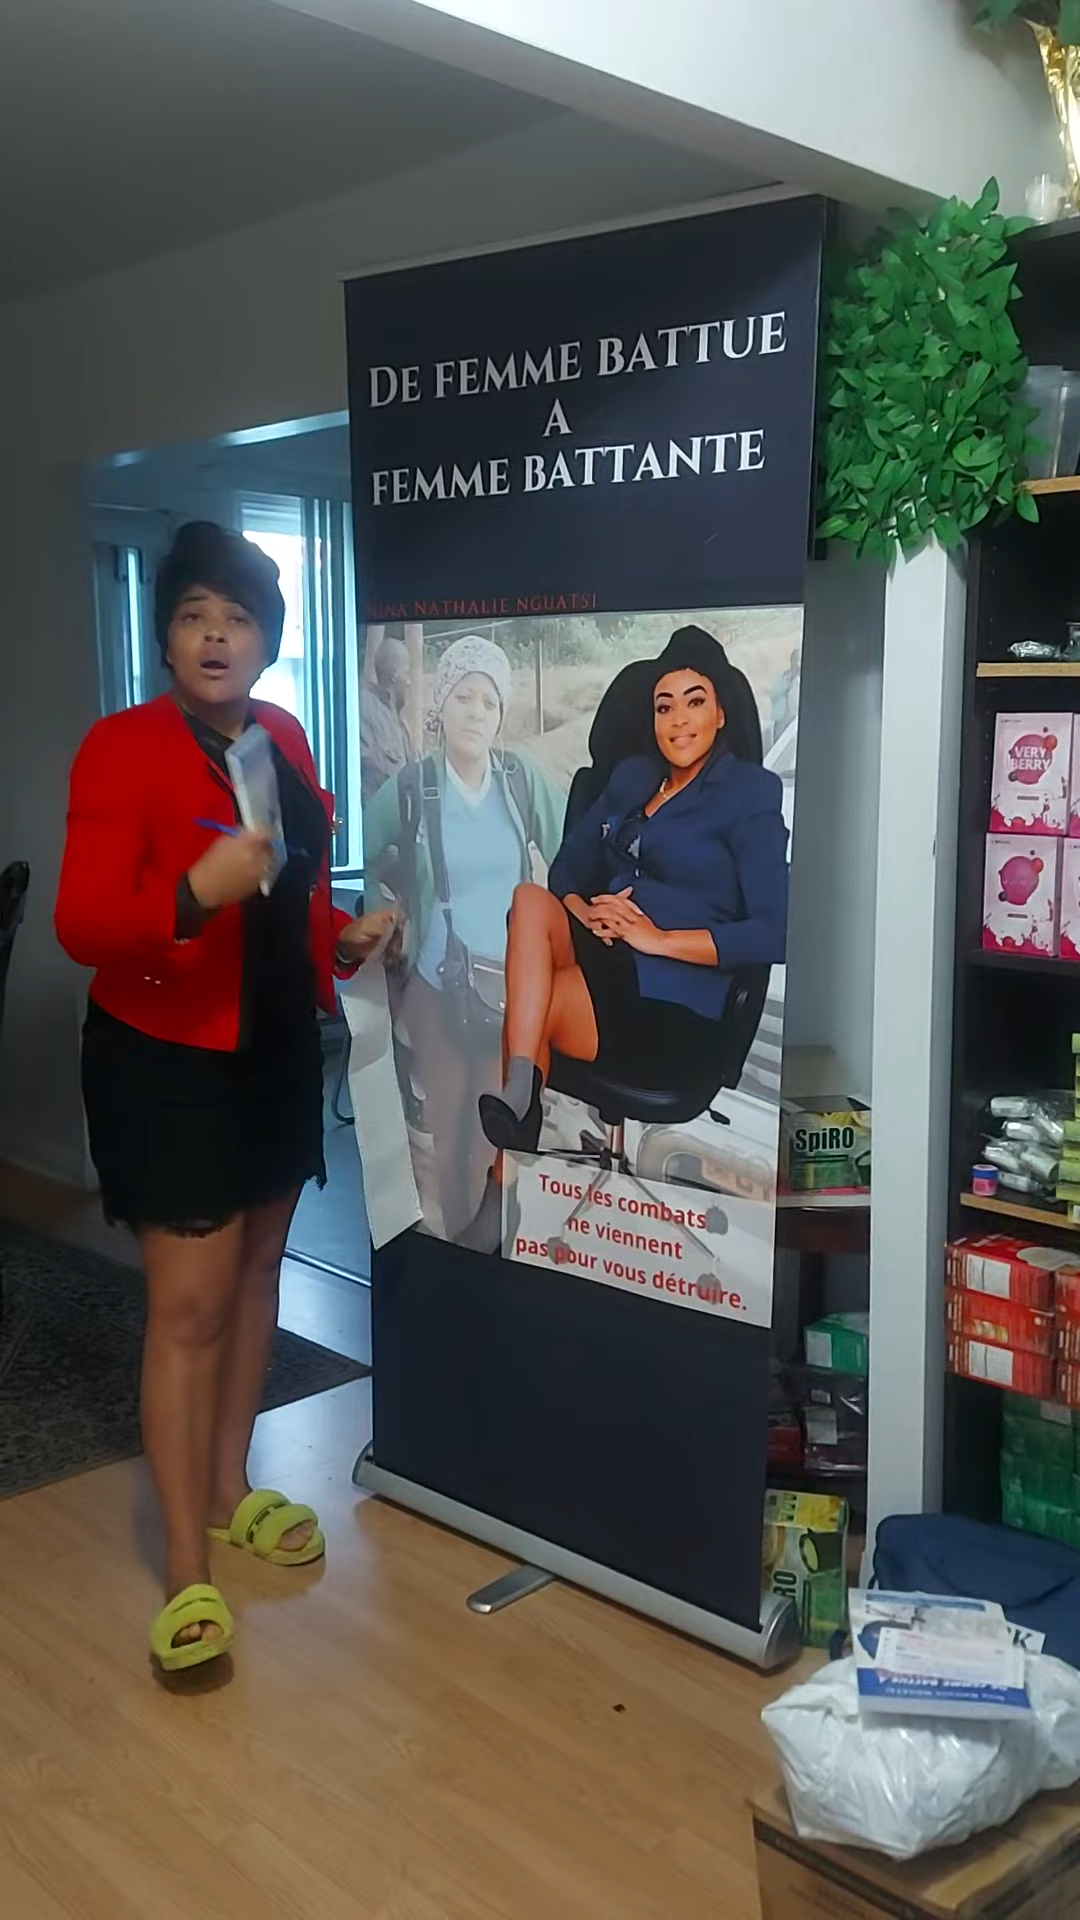 DE FEMME BATTUE
A
FEMME BATTANTE
NINA NATHALIE NGUATSI
Tous les combats
ne viennent
pas pour vous détruire.
VERY
BERRY
SpiRO